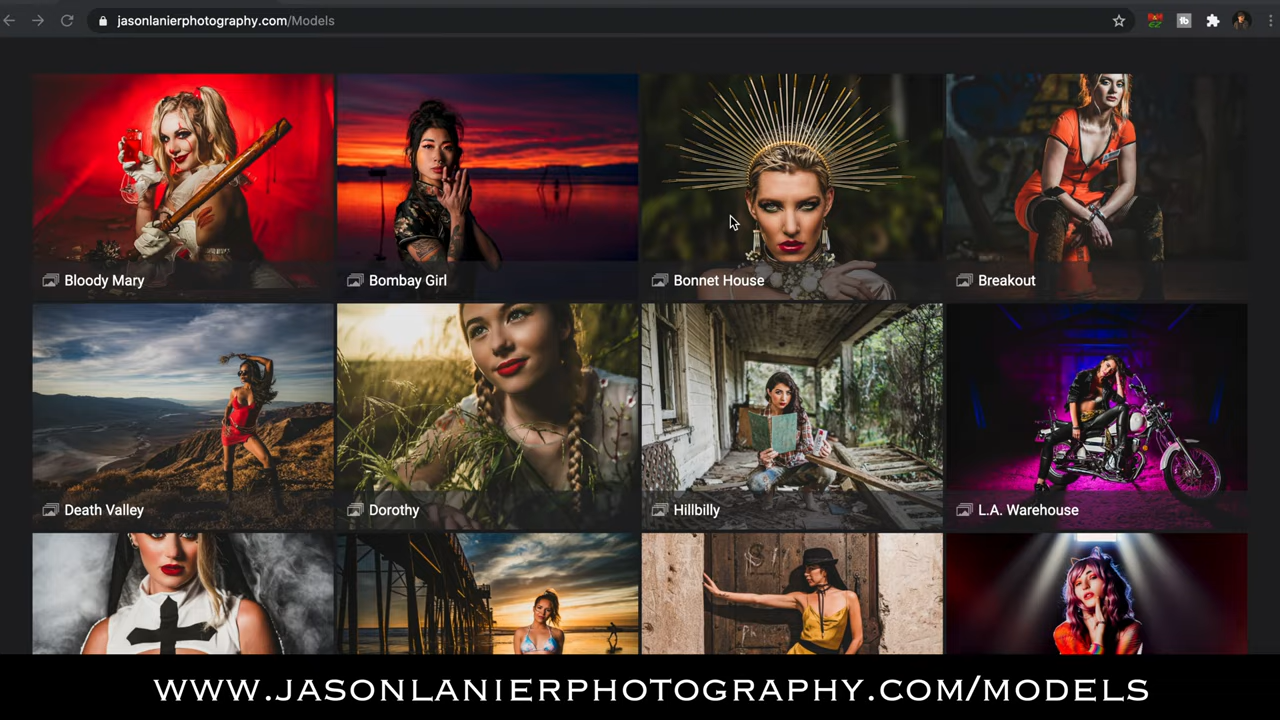 jasonlanierphotography.com/Models
Bloody Mary
Bombay Girl
Bonnet House
Breakout
Death Valley
Dorothy
Hillbilly
L.A. Warehouse
WWW.JASONLANIERPHOTOGRAPHY.COM/MODELS